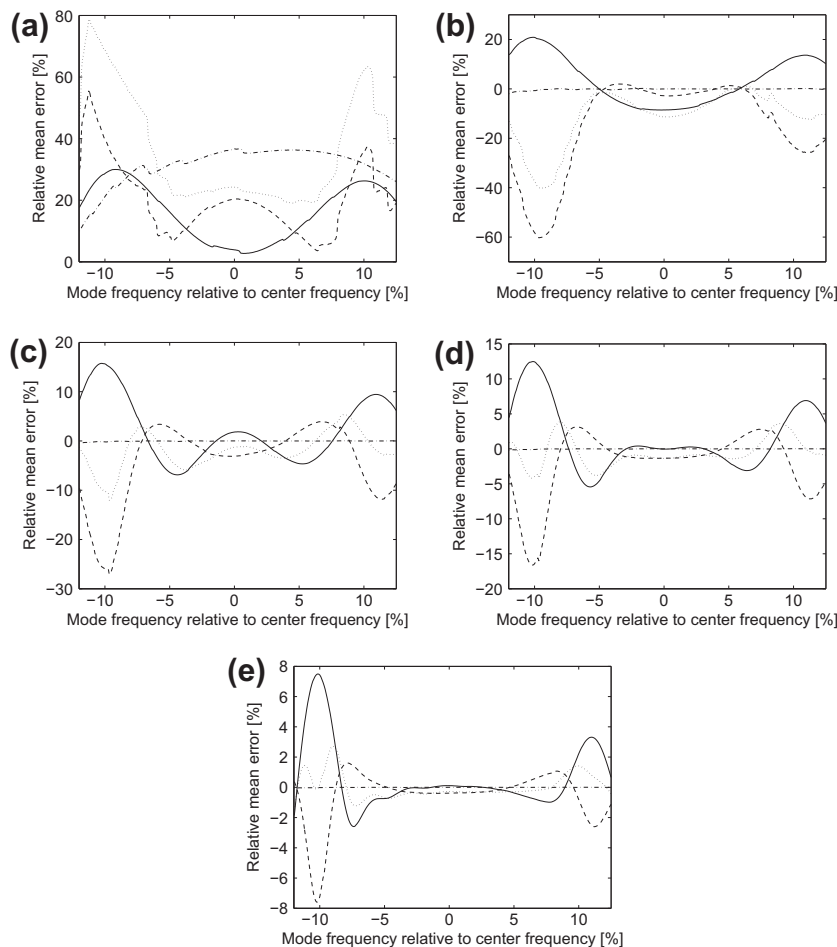 (a)
Relative mean error [%]
80
60
40
20
0
−10 −5 0 5 10
Mode frequency relative to center frequency [%]
(b)
Relative mean error [%]
20
0
−20
−40
−60
−10 −5 0 5 10
Mode frequency relative to center frequency [%]
(c)
Relative mean error [%]
20
10
0
−10
−20
−30
−10 −5 0 5 10
Mode frequency relative to center frequency [%]
(d)
Relative mean error [%]
15
10
5
0
−5
−10
−15
−20
−10 −5 0 5 10
Mode frequency relative to center frequency [%]
(e)
Relative mean error [%]
8
6
4
2
0
−2
−4
−6
−8
−10 −5 0 5 10
Mode frequency relative to center frequency [%]